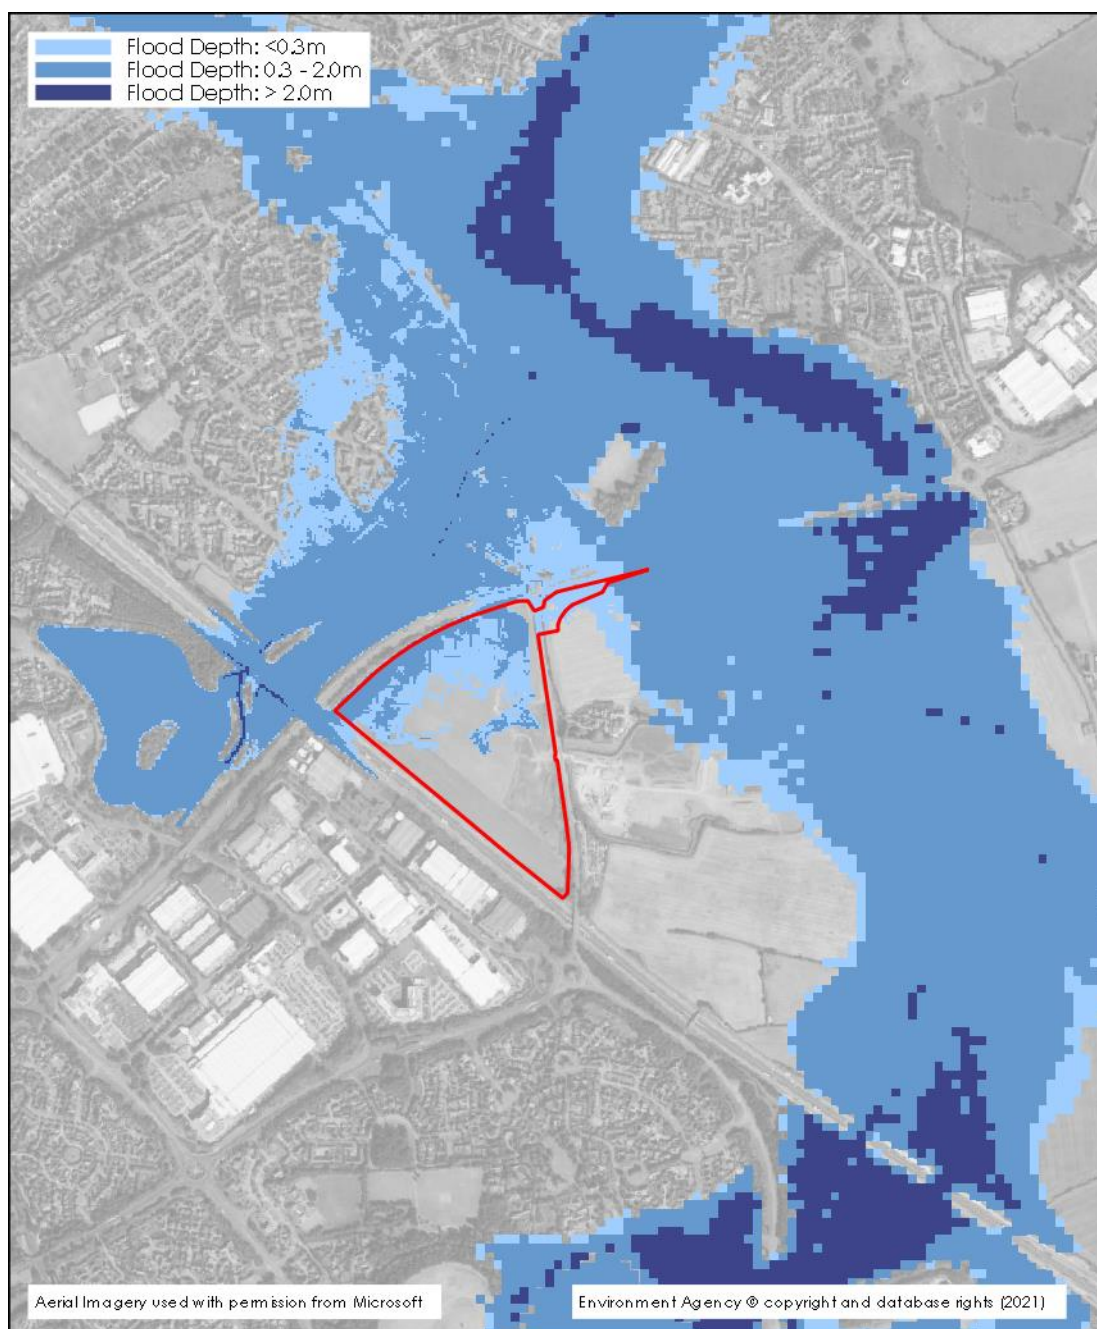 Flood Depth: <0.3m
Flood Depth: 0.3 - 2.0m
Flood Depth: > 2.0m
Aerial Imagery used with permission from Microsoft
Environment Agency © copyright and database rights (2021)